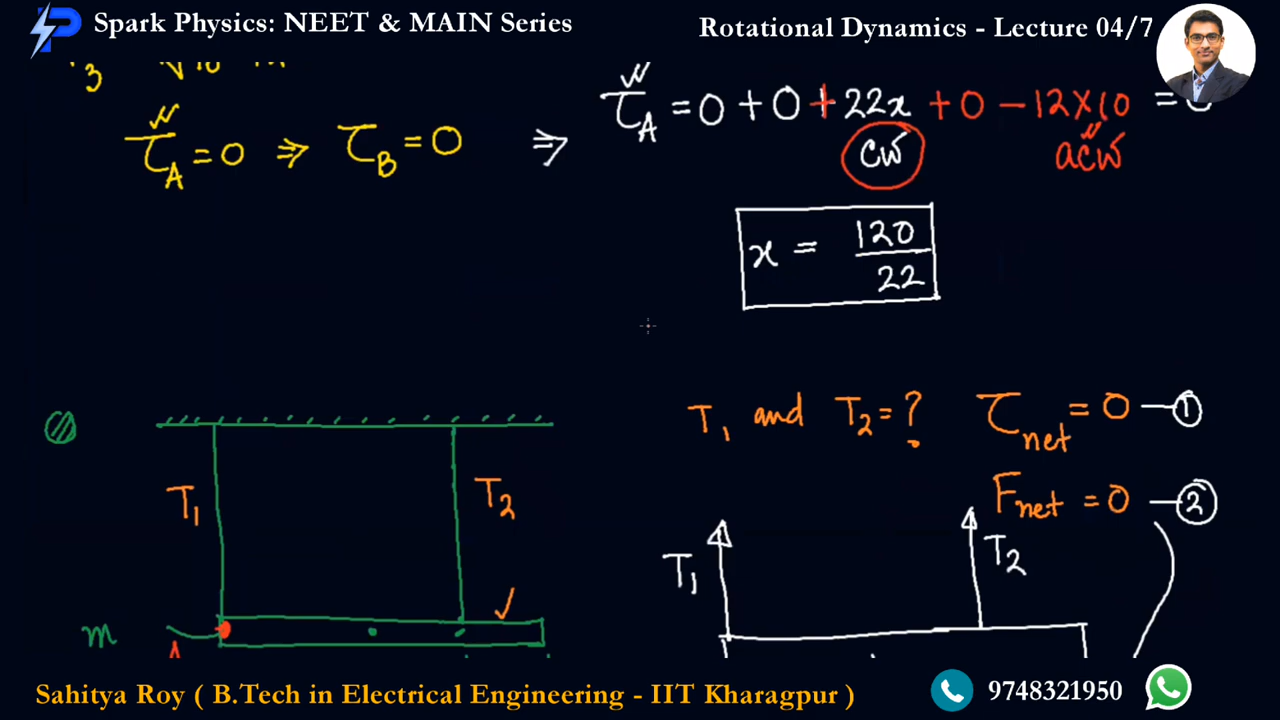 Spark Physics: NEET & MAIN Series
Rotational Dynamics - Lecture 04/7
τ_A = 0 ⇒ τ_B = 0 ⇒
τ_A = 0 + 0 + 22x + 0 - 12×10 = 0
cw acw
x = 120/22
T₁ and T₂ = ? τnet = 0 — ①
Fnet = 0 — ②
T₁ T₂
T₁ T₂
m
Sahitya Roy ( B.Tech in Electrical Engineering - IIT Kharagpur )
9748321950